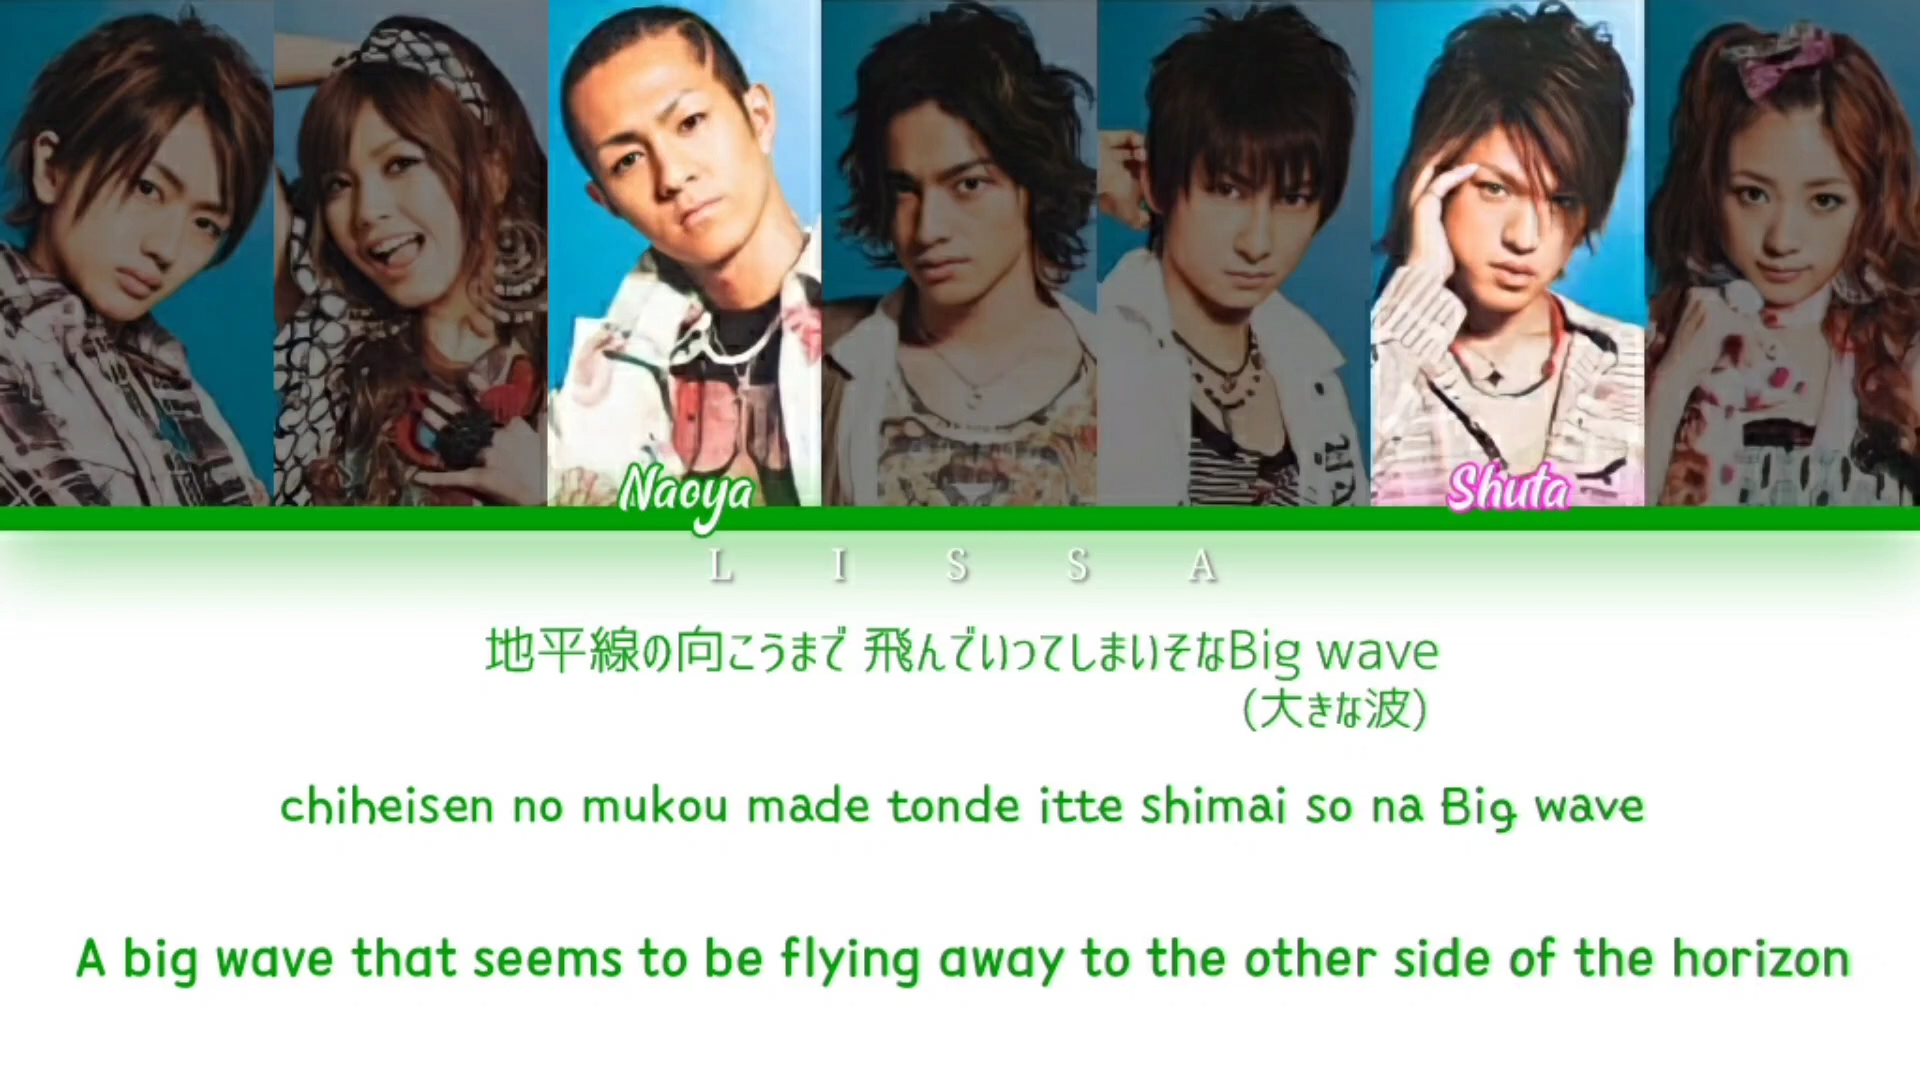 Naoya
Shuta
L I S S A
地平線の向こうまで 飛んでいってしまいそなBig wave
(大きな波)
chiheisen no mukou made tonde itte shimai so na Big wave
A big wave that seems to be flying away to the other side of the horizon